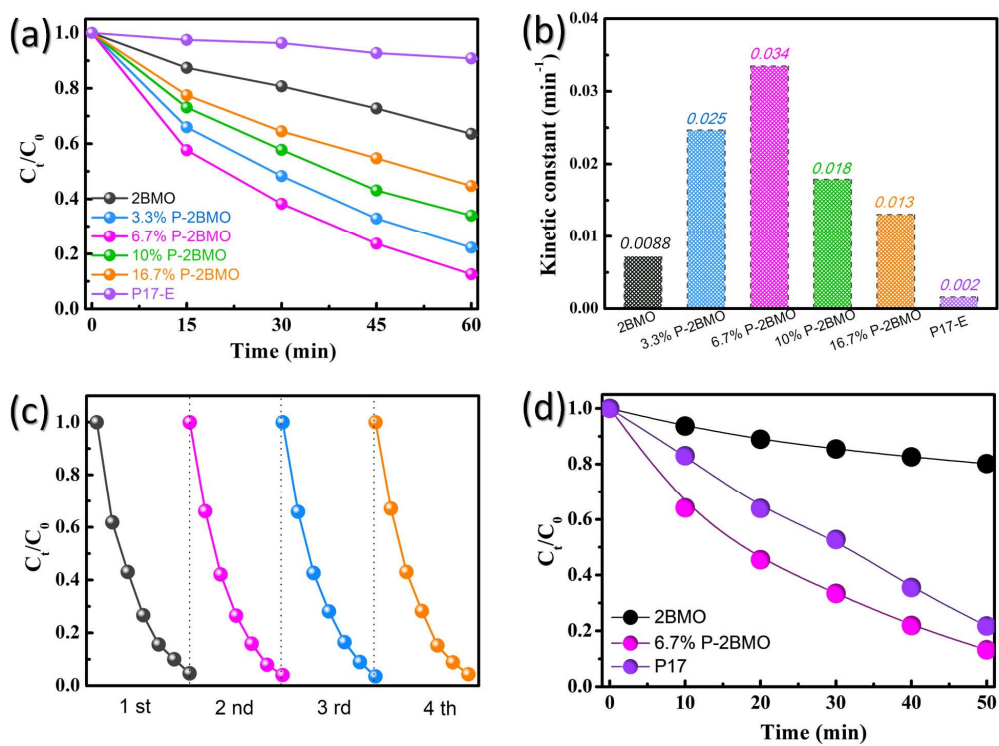 (a)
1.0
0.8
0.6
0.4
0.2
0.0
C_t/C_0
2BMO
3.3% P-2BMO
6.7% P-2BMO
10% P-2BMO
16.7% P-2BMO
P17-E
0 15 30 45 60
Time (min)
(b)
0.04
0.03
0.02
0.01
0.00
Kinetic constant (min⁻¹)
0.0088
0.025
0.034
0.018
0.013
0.002
2BMO
3.3% P-2BMO
6.7% P-2BMO
10% P-2BMO
16.7% P-2BMO
P17-E
(c)
1.0
0.8
0.6
0.4
0.2
0.0
C_t/C_0
1 st 2 nd 3 rd 4 th
(d)
1.0
0.8
0.6
0.4
0.2
0.0
C_t/C_0
2BMO
6.7% P-2BMO
P17
0 10 20 30 40 50
Time (min)